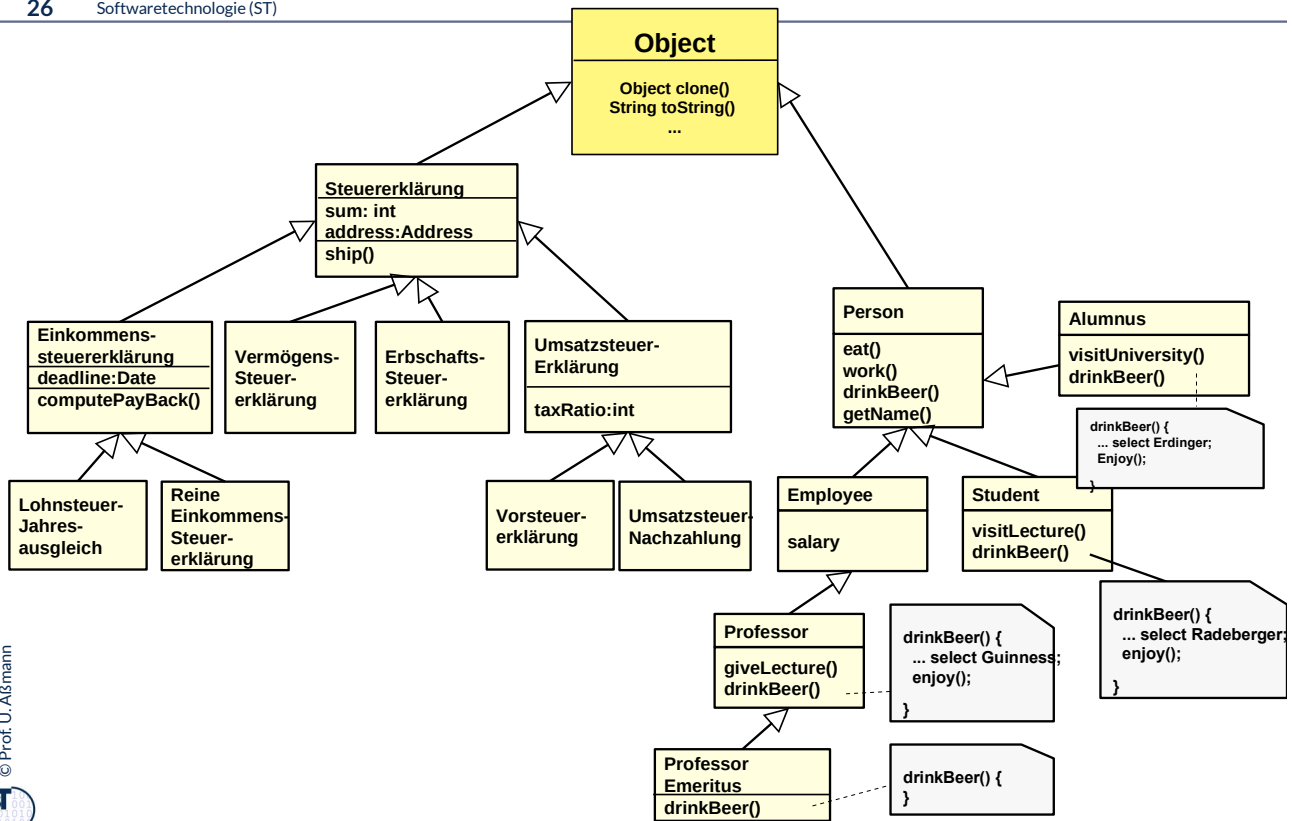 26 Softwaretechnologie (ST)
Object
Object clone()
String toString()
...
Steuererklärung
sum: int
address:Address
ship()
Einkommens-
steuererklärung
deadline:Date
computePayBack()
Vermögens-
Steuer-
erklärung
Erbschafts-
Steuer-
erklärung
Umsatzsteuer-
Erklärung
taxRatio:int
Person
eat()
work()
drinkBeer()
getName()
Alumnus
visitUniversity()
drinkBeer()
drinkBeer() {
... select Erdinger;
Enjoy();
}
Lohnsteuer-
Jahres-
ausgleich
Reine
Einkommens-
Steuer-
erklärung
Vorsteuer-
erklärung
Umsatzsteuer-
Nachzahlung
Employee
salary
Student
visitLecture()
drinkBeer()
drinkBeer() {
... select Radeberger;
enjoy();
}
Professor
giveLecture()
drinkBeer()
drinkBeer() {
... select Guinness;
enjoy();
}
Professor
Emeritus
drinkBeer()
drinkBeer() {
}
© Prof. U. Aßmann